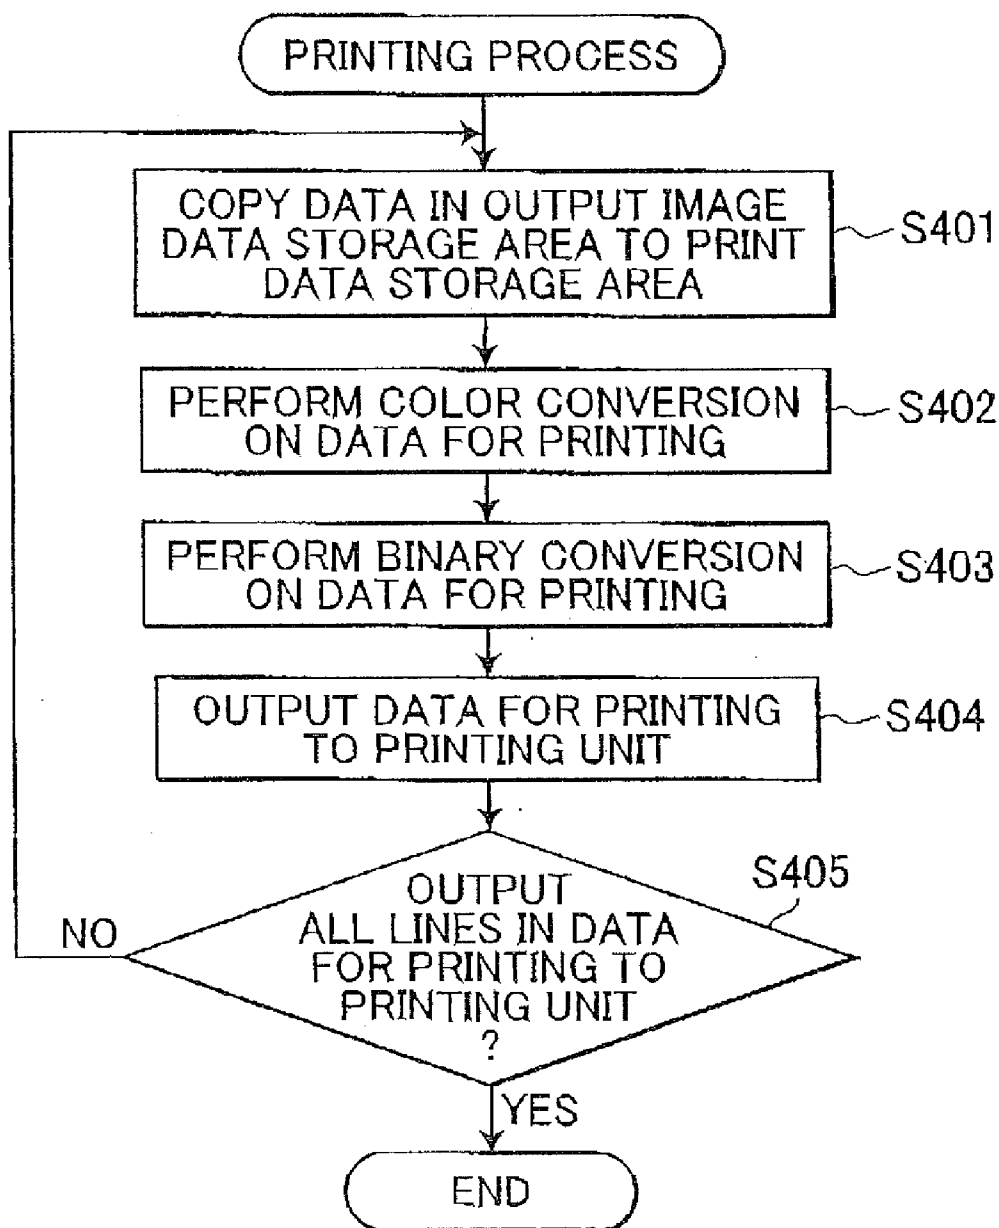 PRINTING PROCESS
COPY DATA IN OUTPUT IMAGE
DATA STORAGE AREA TO PRINT
DATA STORAGE AREA
S401
PERFORM COLOR CONVERSION
ON DATA FOR PRINTING
S402
PERFORM BINARY CONVERSION
ON DATA FOR PRINTING
S403
OUTPUT DATA FOR PRINTING
TO PRINTING UNIT
S404
S405
OUTPUT
ALL LINES IN DATA
FOR PRINTING TO
PRINTING UNIT
?
NO
YES
END